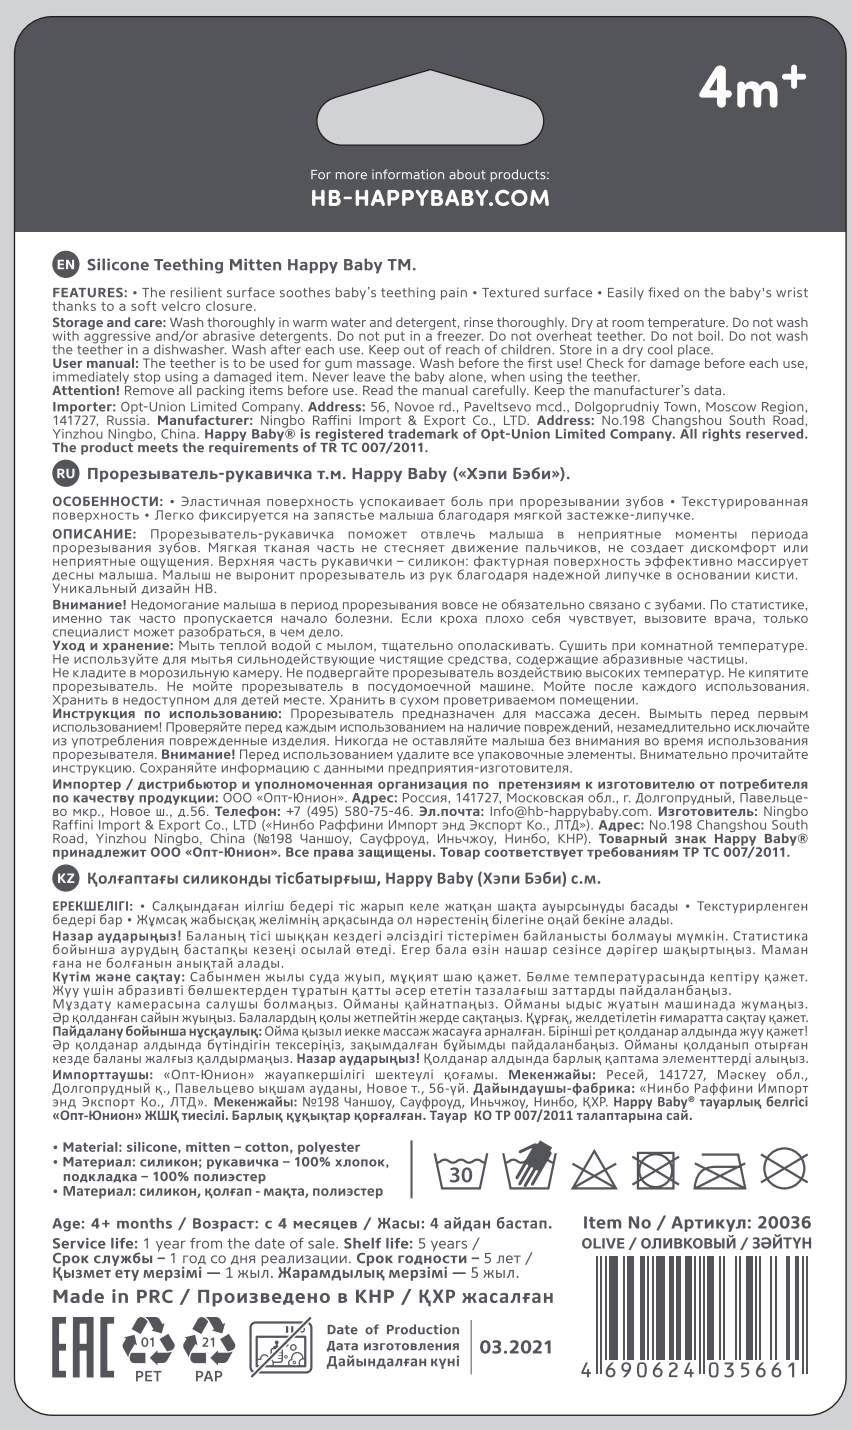 4m+
For more information about products:
HB-HAPPYBABY.COM
EN Silicone Teething Mitten Happy Baby TM.
FEATURES: • The resilient surface soothes baby's teething pain • Textured surface • Easily fixed on the baby's wrist
thanks to a soft velcro closure.
Storage and care: Wash thoroughly in warm water and detergent, rinse thoroughly. Dry at room temperature. Do not wash
with aggressive and/or abrasive detergents. Do not put in a freezer. Do not overheat teether. Do not boil. Do not wash
the teether in a dishwasher. Wash after each use. Keep out of reach of children. Store in a dry cool place.
User manual: The teether is to be used for gum massage. Wash before the first use! Check for damage before each use,
immediately stop using a damaged item. Never leave the baby alone, when using the teether.
Attention! Remove all packing items before use. Read the manual carefully. Keep the manufacturer's data.
Importer: Opt-Union Limited Company. Address: 56, Novoe rd., Paveltsevo mcd., Dolgoprudniy Town, Moscow Region,
141727, Russia. Manufacturer: Ningbo Raffini Import & Export Co., LTD. Address: No.198 Changshou South Road,
Yinzhou Ningbo, China. Happy Baby® is registered trademark of Opt-Union Limited Company. All rights reserved.
The product meets the requirements of TR TC 007/2011.
RU Прорезыватель-рукавичка т.м. Happy Baby («Хэпи Бэби»).
ОСОБЕННОСТИ: • Эластичная поверхность успокаивает боль при прорезывании зубов • Текстурированная
поверхность • Легко фиксируется на запястье малыша благодаря мягкой застежке-липучке.
ОПИСАНИЕ: Прорезыватель-рукавичка поможет отвлечь малыша в неприятные моменты периода
прорезывания зубов. Мягкая тканая часть не стесняет движение пальчиков, не создает дискомфорт или
неприятные ощущения. Верхняя часть рукавички – силикон: фактурная поверхность эффективно массирует
десны малыша. Малыш не выронит прорезыватель из рук благодаря надежной липучке в основании кисти.
Уникальный дизайн HB.
Внимание! Недомогание малыша в период прорезывания вовсе не обязательно связано с зубами. По статистике,
именно так часто пропускается начало болезни. Если кроха плохо себя чувствует, вызовите врача, только
специалист может разобраться, в чем дело.
Уход и хранение: Мыть теплой водой с мылом, тщательно ополаскивать. Сушить при комнатной температуре.
Не используйте для мытья сильнодействующие чистящие средства, содержащие абразивные частицы.
Не кладите в морозильную камеру. Не подвергайте прорезыватель воздействию высоких температур. Не кипятите
прорезыватель. Не мойте прорезыватель в посудомоечной машине. Мойте после каждого использования.
Хранить в недоступном для детей месте. Хранить в сухом проветриваемом помещении.
Инструкция по использованию: Прорезыватель предназначен для массажа десен. Вымыть перед первым
использованием! Проверяйте перед каждым использованием на наличие повреждений, незамедлительно исключайте
из употребления поврежденные изделия. Никогда не оставляйте малыша без внимания во время использования
прорезывателя. Внимание! Перед использованием удалите все упаковочные элементы. Внимательно прочитайте
инструкцию. Сохраняйте информацию с данными предприятия-изготовителя.
Импортер / дистрибьютор и уполномоченная организация по претензиям к изготовителю от потребителя
по качеству продукции: ООО «Опт-Юнион». Адрес: Россия, 141727, Московская обл., г. Долгопрудный, Павельце-
во мкр., Новое ш., д.56. Телефон: +7 (495) 580-75-46. Эл.почта: Info@hb-happybaby.com. Изготовитель: Ningbo
Raffini Import & Export Co., LTD («Нинбо Раффини Импорт энд Экспорт Ко., ЛТД»). Адрес: No.198 Changshou South
Road, Yinzhou Ningbo, China (№198 Чаншоу, Сауфроуд, Иньчжоу, Нинбо, КНР). Товарный знак Happy Baby®
принадлежит ООО «Опт-Юнион». Все права защищены. Товар соответствует требованиям ТР ТС 007/2011.
KZ Қолғаптағы силиконды тісбатырғыш, Happy Baby (Хэпи Бэби) с.м.
ЕРЕКШЕЛІГІ: • Салқындаған иілгіш бедері тіс жарып келе жатқан шақта ауырсынуды басады • Текстурирленген
бедері бар • Жұмсақ жабысқақ желімнің арқасында ол нәрестенің білегіне оңай бекіне алады.
Назар аударыңыз! Баланың тісі шыққан кездегі әлсіздігі тістерімен байланысты болмауы мүмкін. Статистика
бойынша аурудың бастапқы кезеңі осылай өтеді. Егер бала өзін нашар сезінсе дәрігер шақыртыңыз. Маман
ғана не болғанын анықтай алады.
Күтім және сақтау: Сабынмен жылы суда жуып, мұқият шаю қажет. Бөлме температурасында кептіру қажет.
Жуу үшін абразивті бөлшектерден тұратын қатты әсер ететін тазалағыш заттарды пайдаланбаңыз.
Мұздату камерасына салушы болмаңыз. Ойманы қайнатпаңыз. Ойманы ыдыс жуатын машинада жумаңыз.
Әр қолданған сайын жуыңыз. Балалардың қолы жетпейтін жерде сақтаңыз. Құрғақ, желдетілетін ғимаратта сақтау қажет.
Пайдалану бойынша нұсқаулық: Ойма қызыл иекке массаж жасауға арналған. Бірінші рет қолданар алдында жуу қажет!
Әр қолданар алдында бүтіндігін тексеріңіз, зақымдалған бұйымды пайдаланбаңыз. Ойманы қолданып отырған
кезде баланы жалғыз қалдырмаңыз. Назар аударыңыз! Қолданар алдында барлық қаптама элементтерді алыңыз.
Импорттаушы: «Опт-Юнион» жауапкершілігі шектеулі қоғамы. Мекенжайы: Ресей, 141727, Мәскеу обл.,
Долгопрудный қ., Павельцево ықшам ауданы, Новое т., 56-үй. Дайындаушы-фабрика: «Нинбо Раффини Импорт
энд Экспорт Ко., ЛТД». Мекенжайы: №198 Чаншоу, Сауфроуд, Иньчжоу, Нинбо, ҚХР. Happy Baby® тауарлық белгісі
«Опт-Юнион» ЖШҚ тиесілі. Барлық құқықтар қорғалған. Тауар КО ТР 007/2011 талаптарына сай.
• Material: silicone, mitten – cotton, polyester
• Материал: силикон; рукавичка – 100% хлопок,
подкладка – 100% полиэстер
• Материал: силикон, қолғап - мақта, полиэстер
30
Age: 4+ months / Возраст: с 4 месяцев / Жасы: 4 айдан бастап.
Service life: 1 year from the date of sale. Shelf life: 5 years /
Срок службы – 1 год со дня реализации. Срок годности – 5 лет /
Қызмет ету мерзімі — 1 жыл. Жарамдылық мерзімі — 5 жыл.
Made in PRC / Произведено в КНР / ҚХР жасалған
Item No / Артикул: 20036
OLIVE / ОЛИВКОВЫЙ / ЗӘЙТҮН
EAC
01
PET
21
PAP
Date of Production
Дата изготовления
Дайындалған күні
03.2021
4 690624 035661